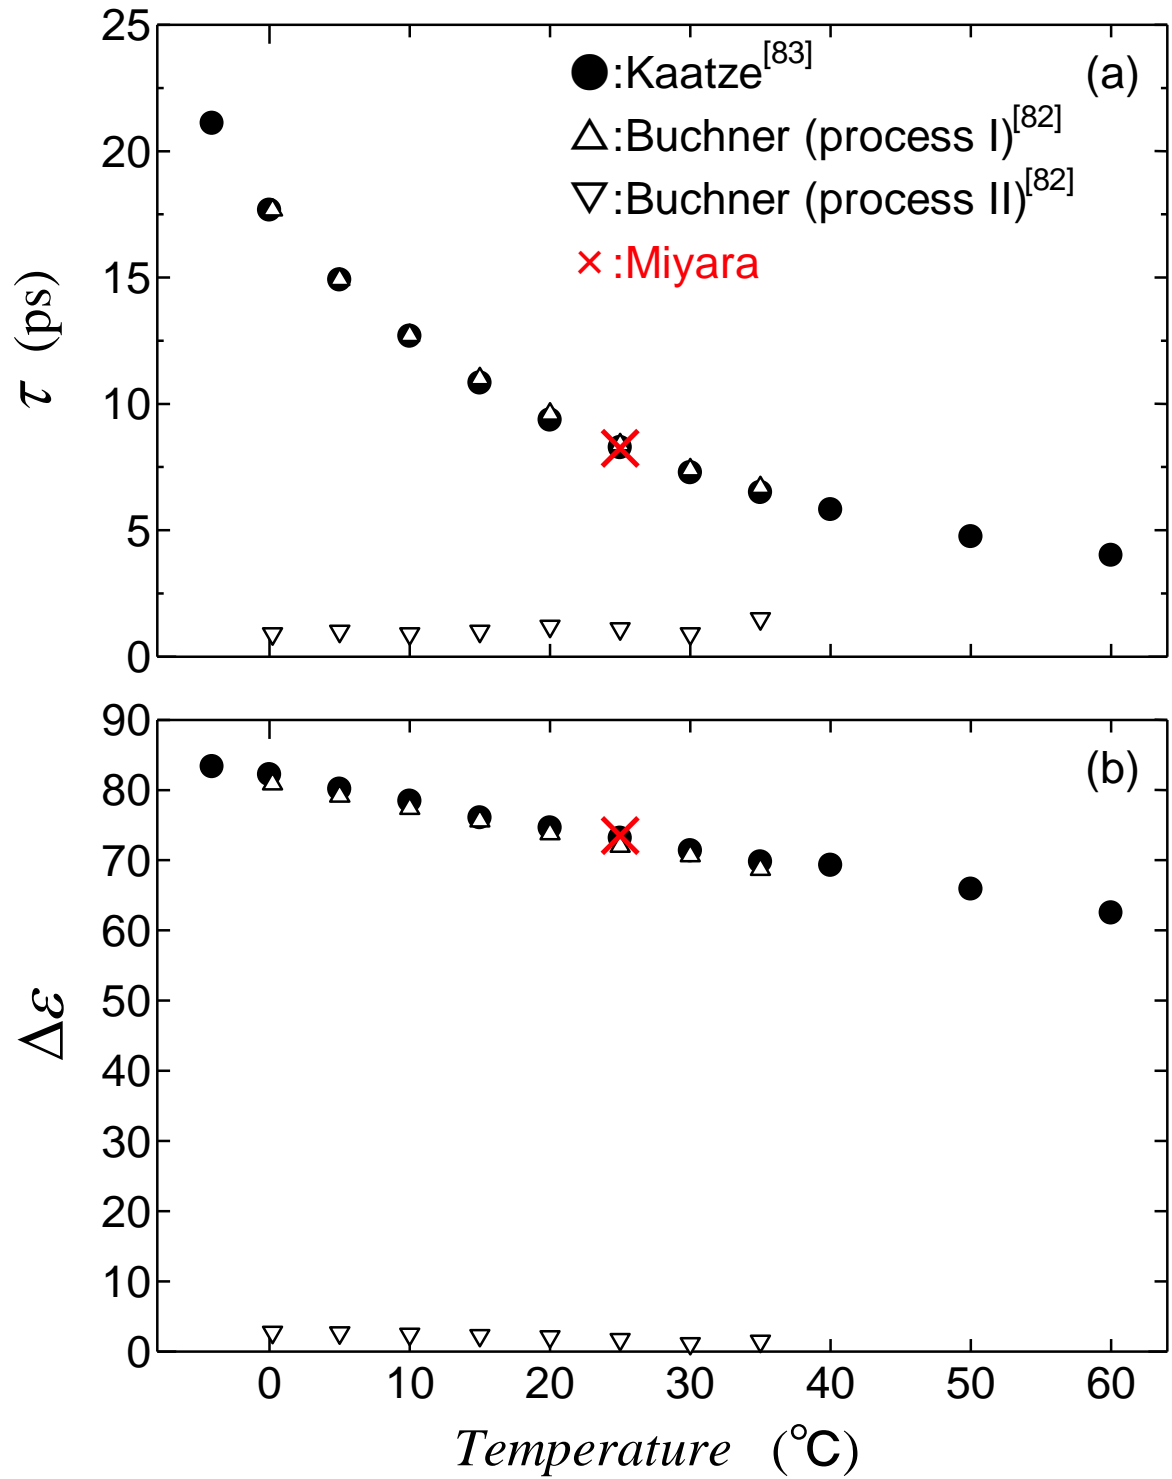 25
20
15
10
5
0
τ (ps)
:Kaatze[83]
(a)
:Buchner (process I)[82]
:Buchner (process II)[82]
:Miyara
90
80
70
60
50
40
30
20
10
0
Δε
(b)
0 10 20 30 40 50 60
Temperature (℃)